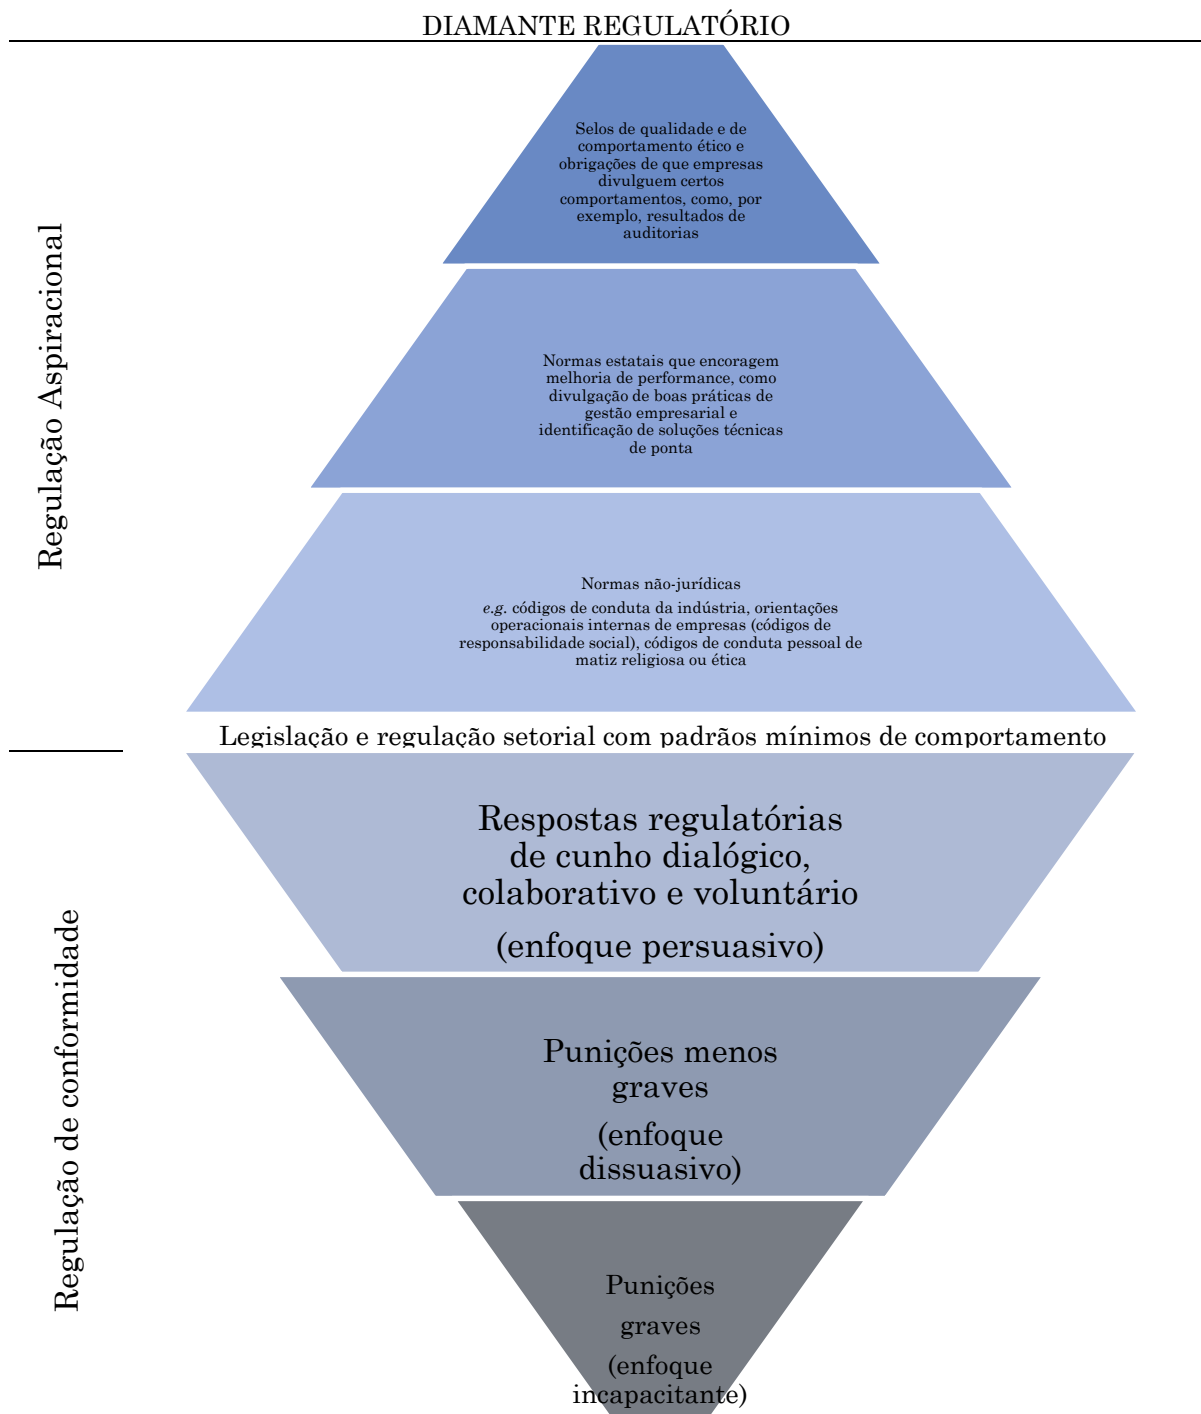 DIAMANTE REGULATÓRIO
Regulação Aspiracional
Selos de qualidade e de
comportamento ético e
obrigações de que empresas
divulguem certos
comportamentos, como, por
exemplo, resultados de
auditorias
Normas estatais que encoragem
melhoria de performance, como
divulgação de boas práticas de
gestão empresarial e
identificação de soluções técnicas
de ponta
Normas não-jurídicas
e.g. códigos de conduta da indústria, orientações
operacionais internas de empresas (códigos de
responsabilidade social), códigos de conduta pessoal de
matiz religiosa ou ética
Legislação e regulação setorial com padrãos mínimos de comportamento
Regulação de conformidade
Respostas regulatórias
de cunho dialógico,
colaborativo e voluntário
(enfoque persuasivo)
Punições menos
graves
(enfoque
dissuasivo)
Punições
graves
(enfoque
incapacitante)